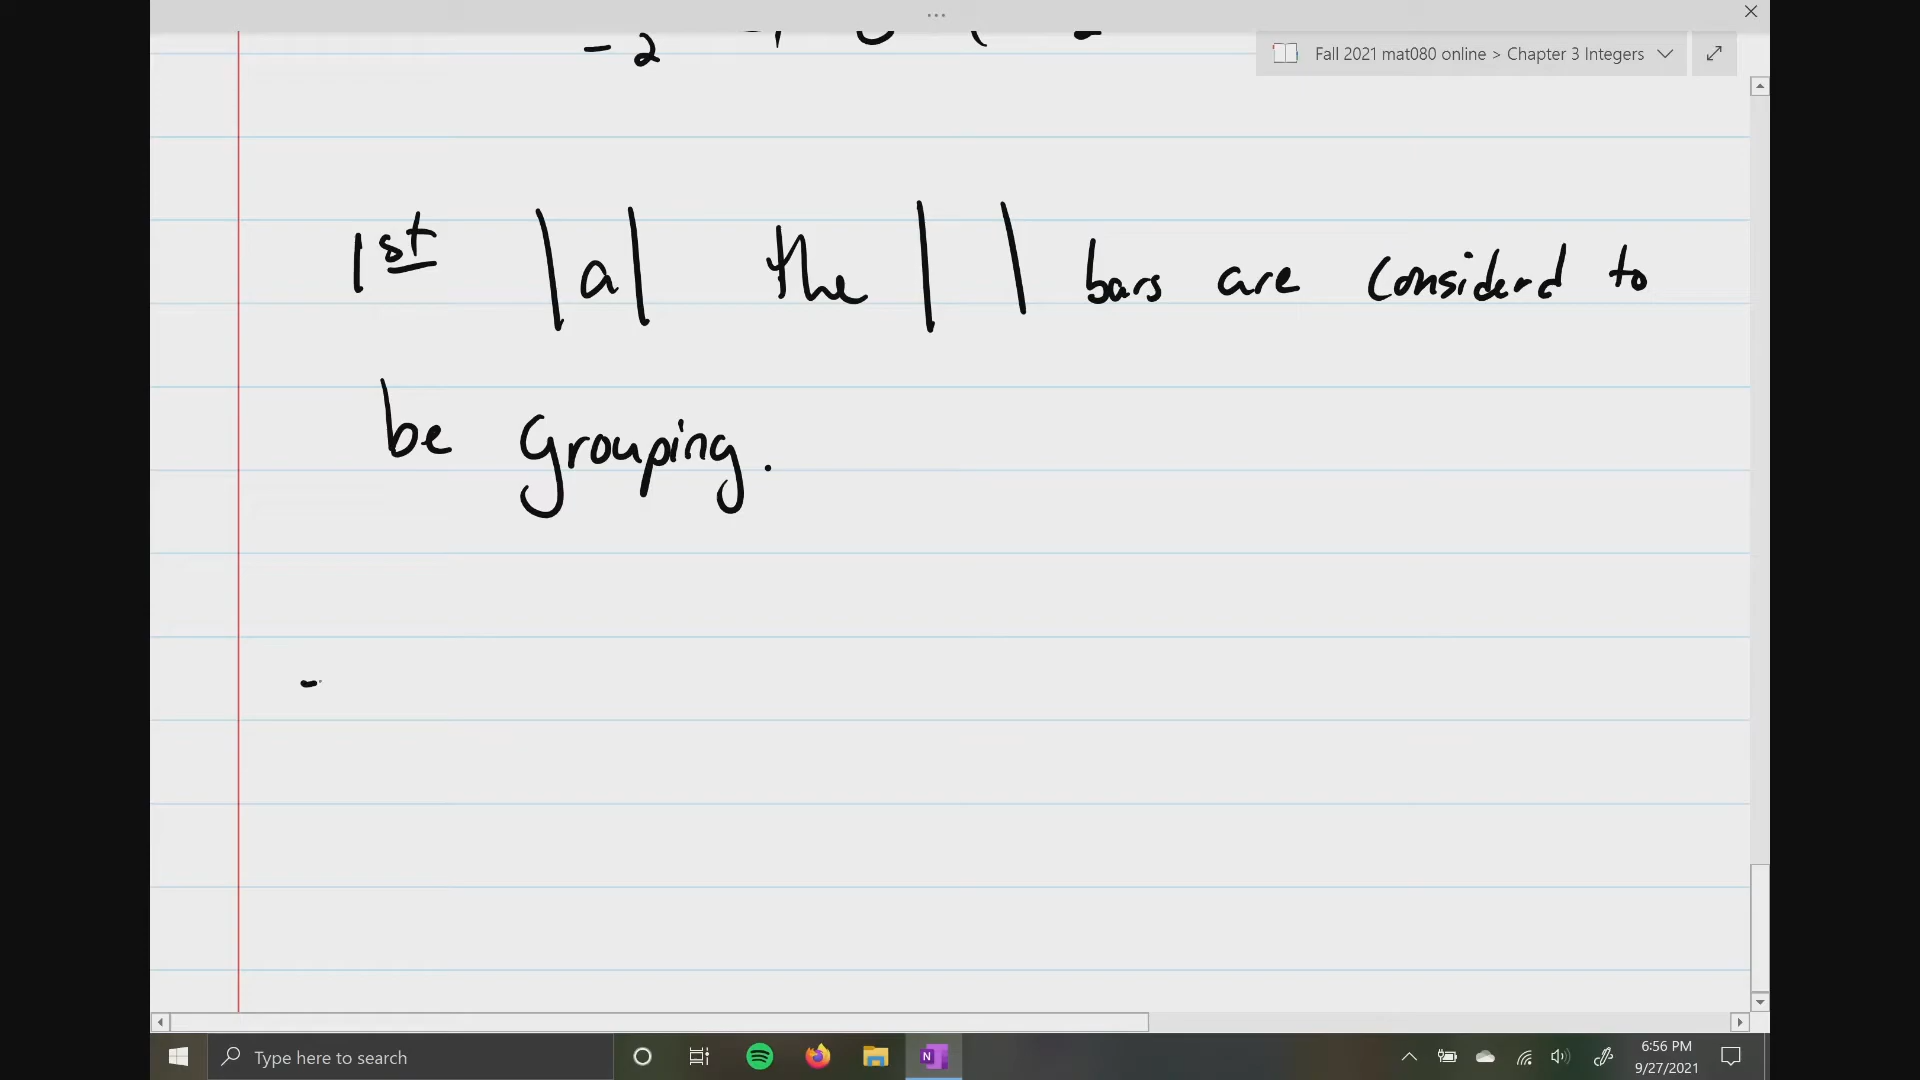 ...
- 2
Fall 2021 mat080 online > Chapter 3 Integers
1st |a| the | | bars are considerd to
be Grouping.
-
Type here to search
6:56 PM
9/27/2021